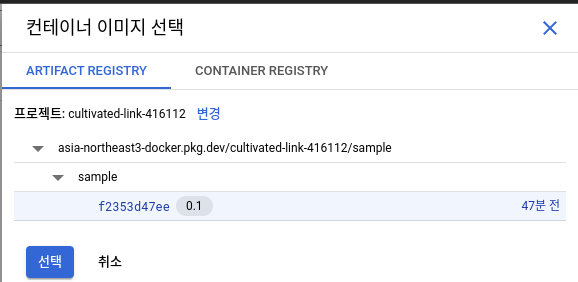 컨테이너 이미지 선택
ARTIFACT REGISTRY CONTAINER REGISTRY
프로젝트: cultivated-link-416112 변경
asia-northeast3-docker.pkg.dev/cultivated-link-416112/sample
sample
f2353d47ee 0.1 47분 전
선택 취소